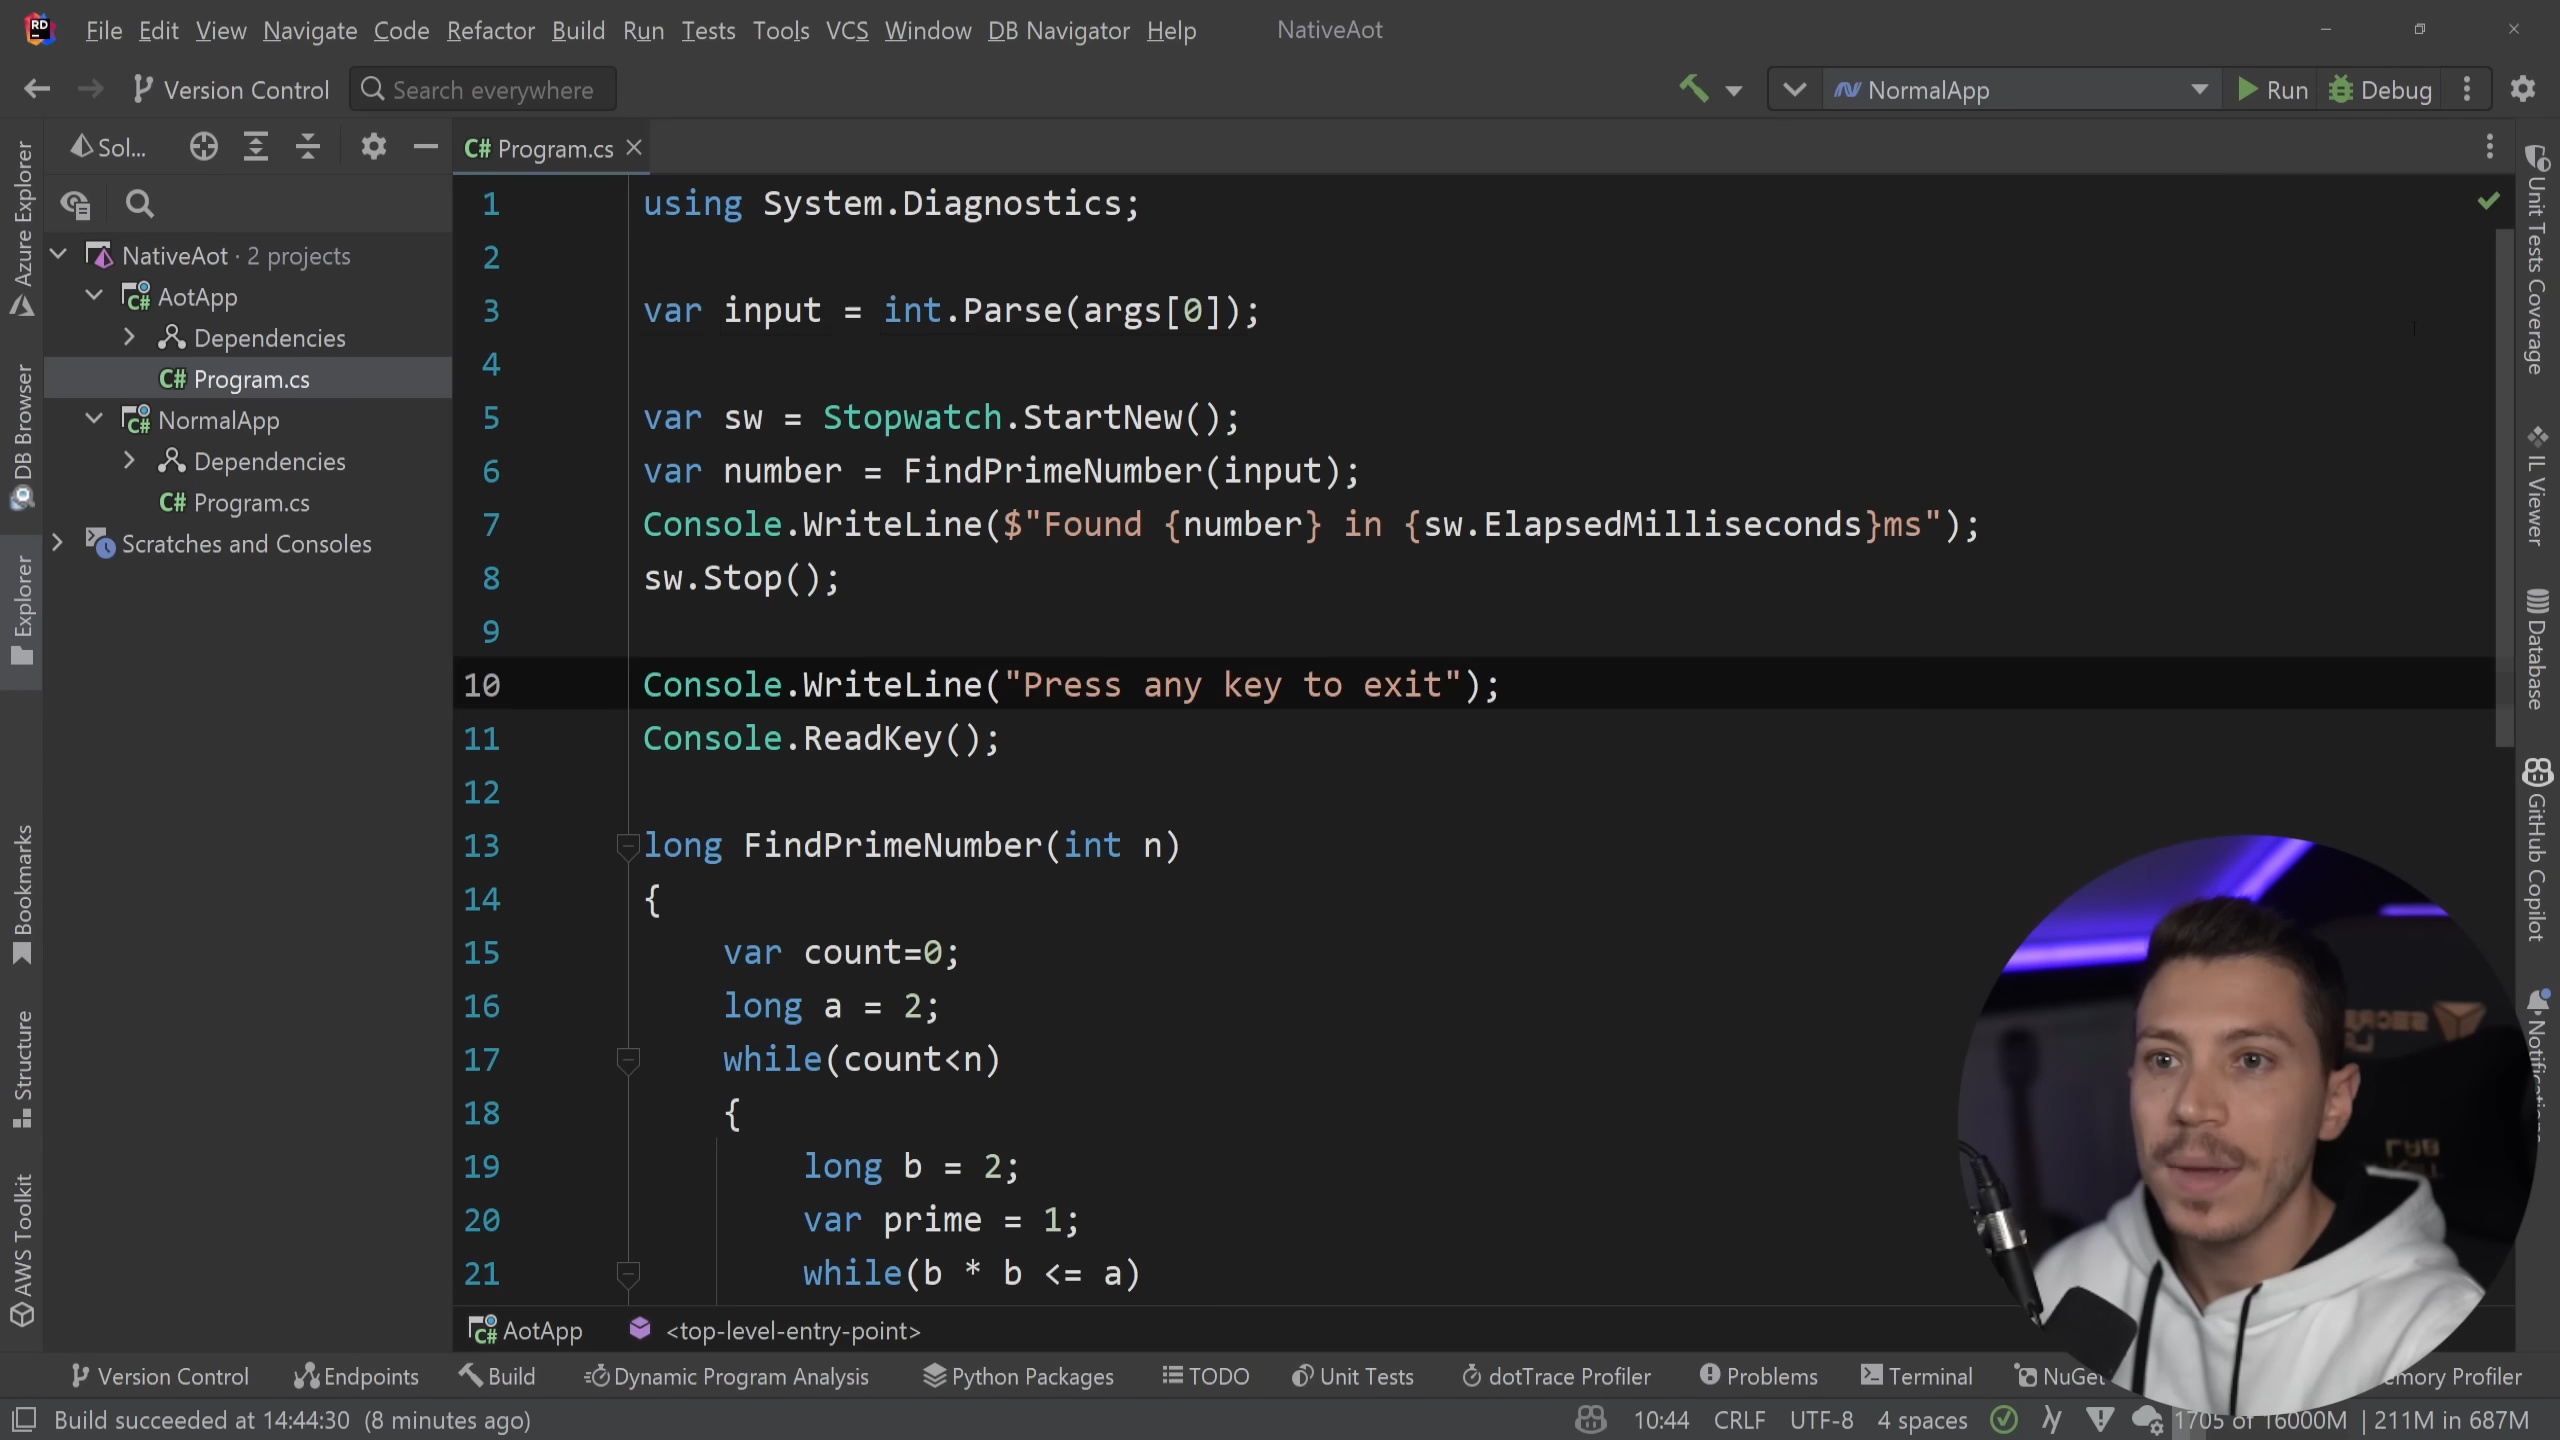 RD File Edit View Navigate Code Refactor Build Run Tests Tools VCS Window DB Navigator Help NativeAot
Version Control Search everywhere NormalApp Run Debug
Sol...
C# Program.cs
NativeAot · 2 projects
C# AotApp
Dependencies
C# Program.cs
C# NormalApp
Dependencies
C# Program.cs
Scratches and Consoles
Azure Explorer
DB Browser
Explorer
Bookmarks
Structure
AWS Toolkit
1 using System.Diagnostics;
2
3 var input = int.Parse(args[0]);
4
5 var sw = Stopwatch.StartNew();
6 var number = FindPrimeNumber(input);
7 Console.WriteLine($"Found {number} in {sw.ElapsedMilliseconds}ms");
8 sw.Stop();
9
10 Console.WriteLine("Press any key to exit");
11 Console.ReadKey();
12
13 long FindPrimeNumber(int n)
14 {
15 var count=0;
16 long a = 2;
17 while(count<n)
18 {
19 long b = 2;
20 var prime = 1;
21 while(b * b <= a)
Unit Tests Coverage
IL Viewer
Database
GitHub Copilot
Notifications
C# AotApp <top-level-entry-point>
Version Control Endpoints Build Dynamic Program Analysis Python Packages TODO Unit Tests dotTrace Profiler Problems Terminal NuGet emory Profiler
Build succeeded at 14:44:30 (8 minutes ago) 10:44 CRLF UTF-8 4 spaces 1705 of 16000M | 211M in 687M